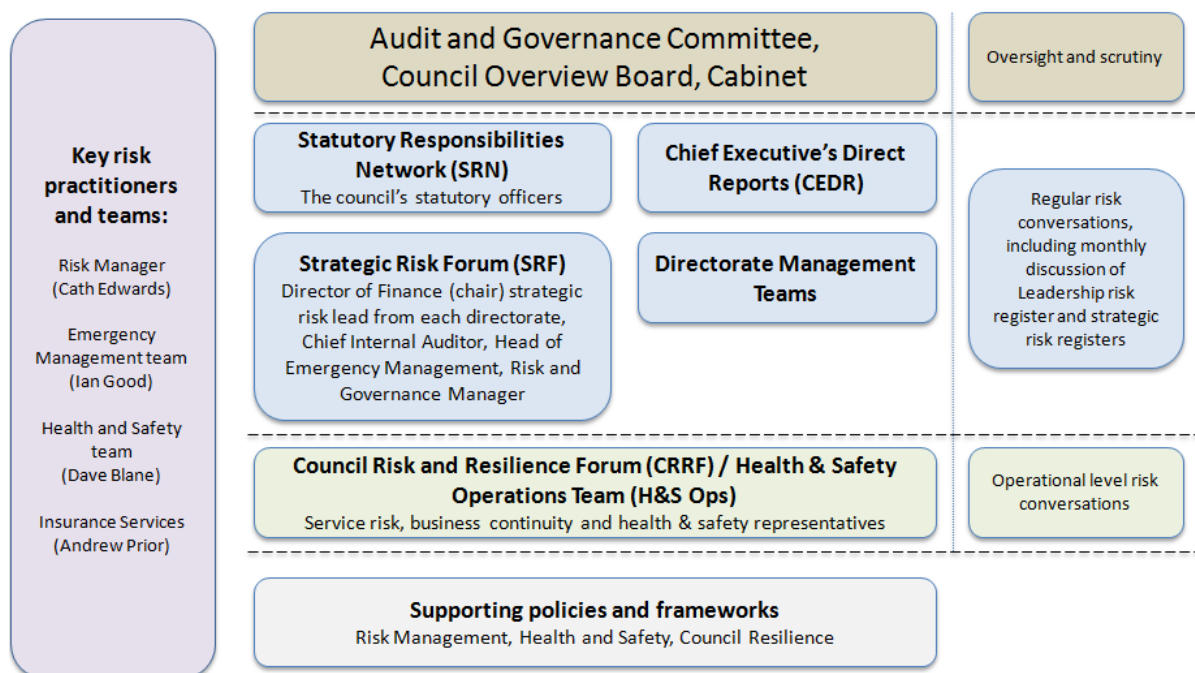 Key risk
practitioners
and teams:
Risk Manager
(Cath Edwards)
Emergency
Management team
(Ian Good)
Health and Safety
team
(Dave Blane)
Insurance Services
(Andrew Prior)
Audit and Governance Committee,
Council Overview Board, Cabinet
Oversight and scrutiny
Statutory Responsibilities
Network (SRN)
The council's statutory officers
Chief Executive's Direct
Reports (CEDR)
Strategic Risk Forum (SRF)
Director of Finance (chair) strategic
risk lead from each directorate,
Chief Internal Auditor, Head of
Emergency Management, Risk and
Governance Manager
Directorate Management
Teams
Regular risk
conversations,
including monthly
discussion of
Leadership risk
register and strategic
risk registers
Council Risk and Resilience Forum (CRRF) / Health & Safety
Operations Team (H&S Ops)
Service risk, business continuity and health & safety representatives
Operational level risk
conversations
Supporting policies and frameworks
Risk Management, Health and Safety, Council Resilience